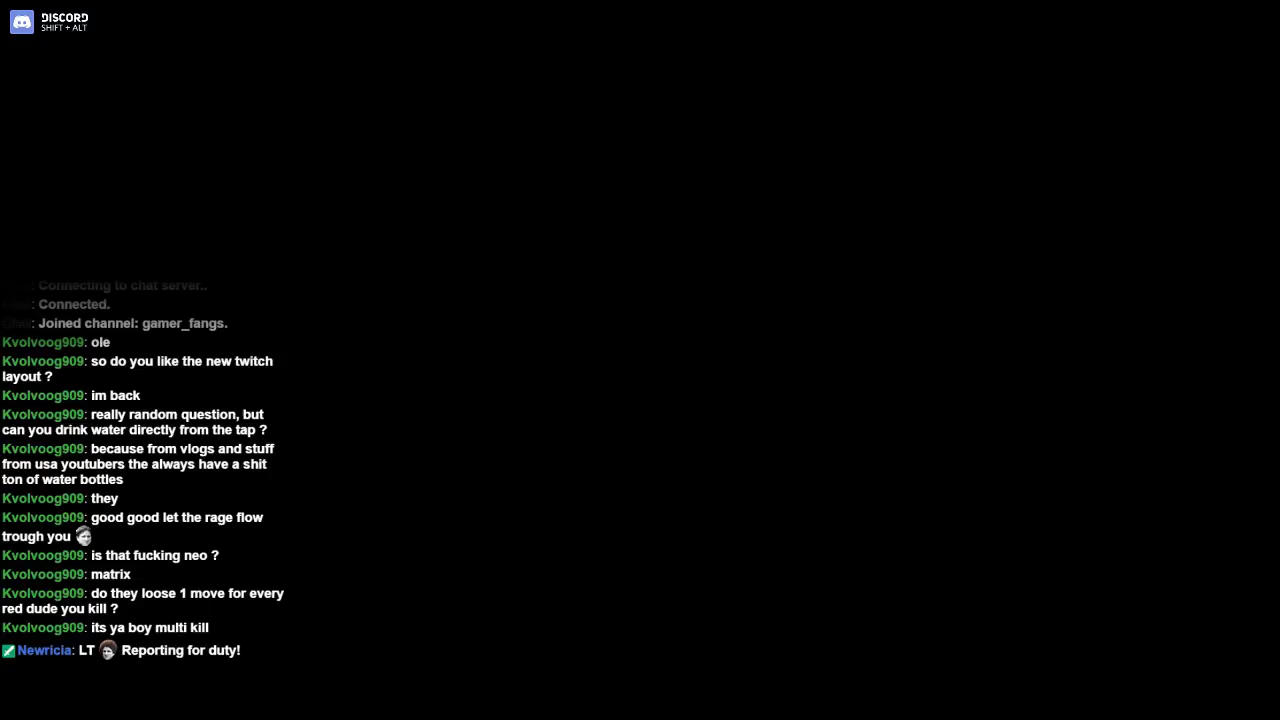 DISCORD
SHIFT + ALT
: Connecting to chat server..
: Connected.
: Joined channel: gamer_fangs.
Kvolvoog909: ole
Kvolvoog909: so do you like the new twitch
layout ?
Kvolvoog909: im back
Kvolvoog909: really random question, but
can you drink water directly from the tap ?
Kvolvoog909: because from vlogs and stuff
from usa youtubers the always have a shit
ton of water bottles
Kvolvoog909: they
Kvolvoog909: good good let the rage flow
trough you
Kvolvoog909: is that fucking neo ?
Kvolvoog909: matrix
Kvolvoog909: do they loose 1 move for every
red dude you kill ?
Kvolvoog909: its ya boy multi kill
Newricia: LT Reporting for duty!